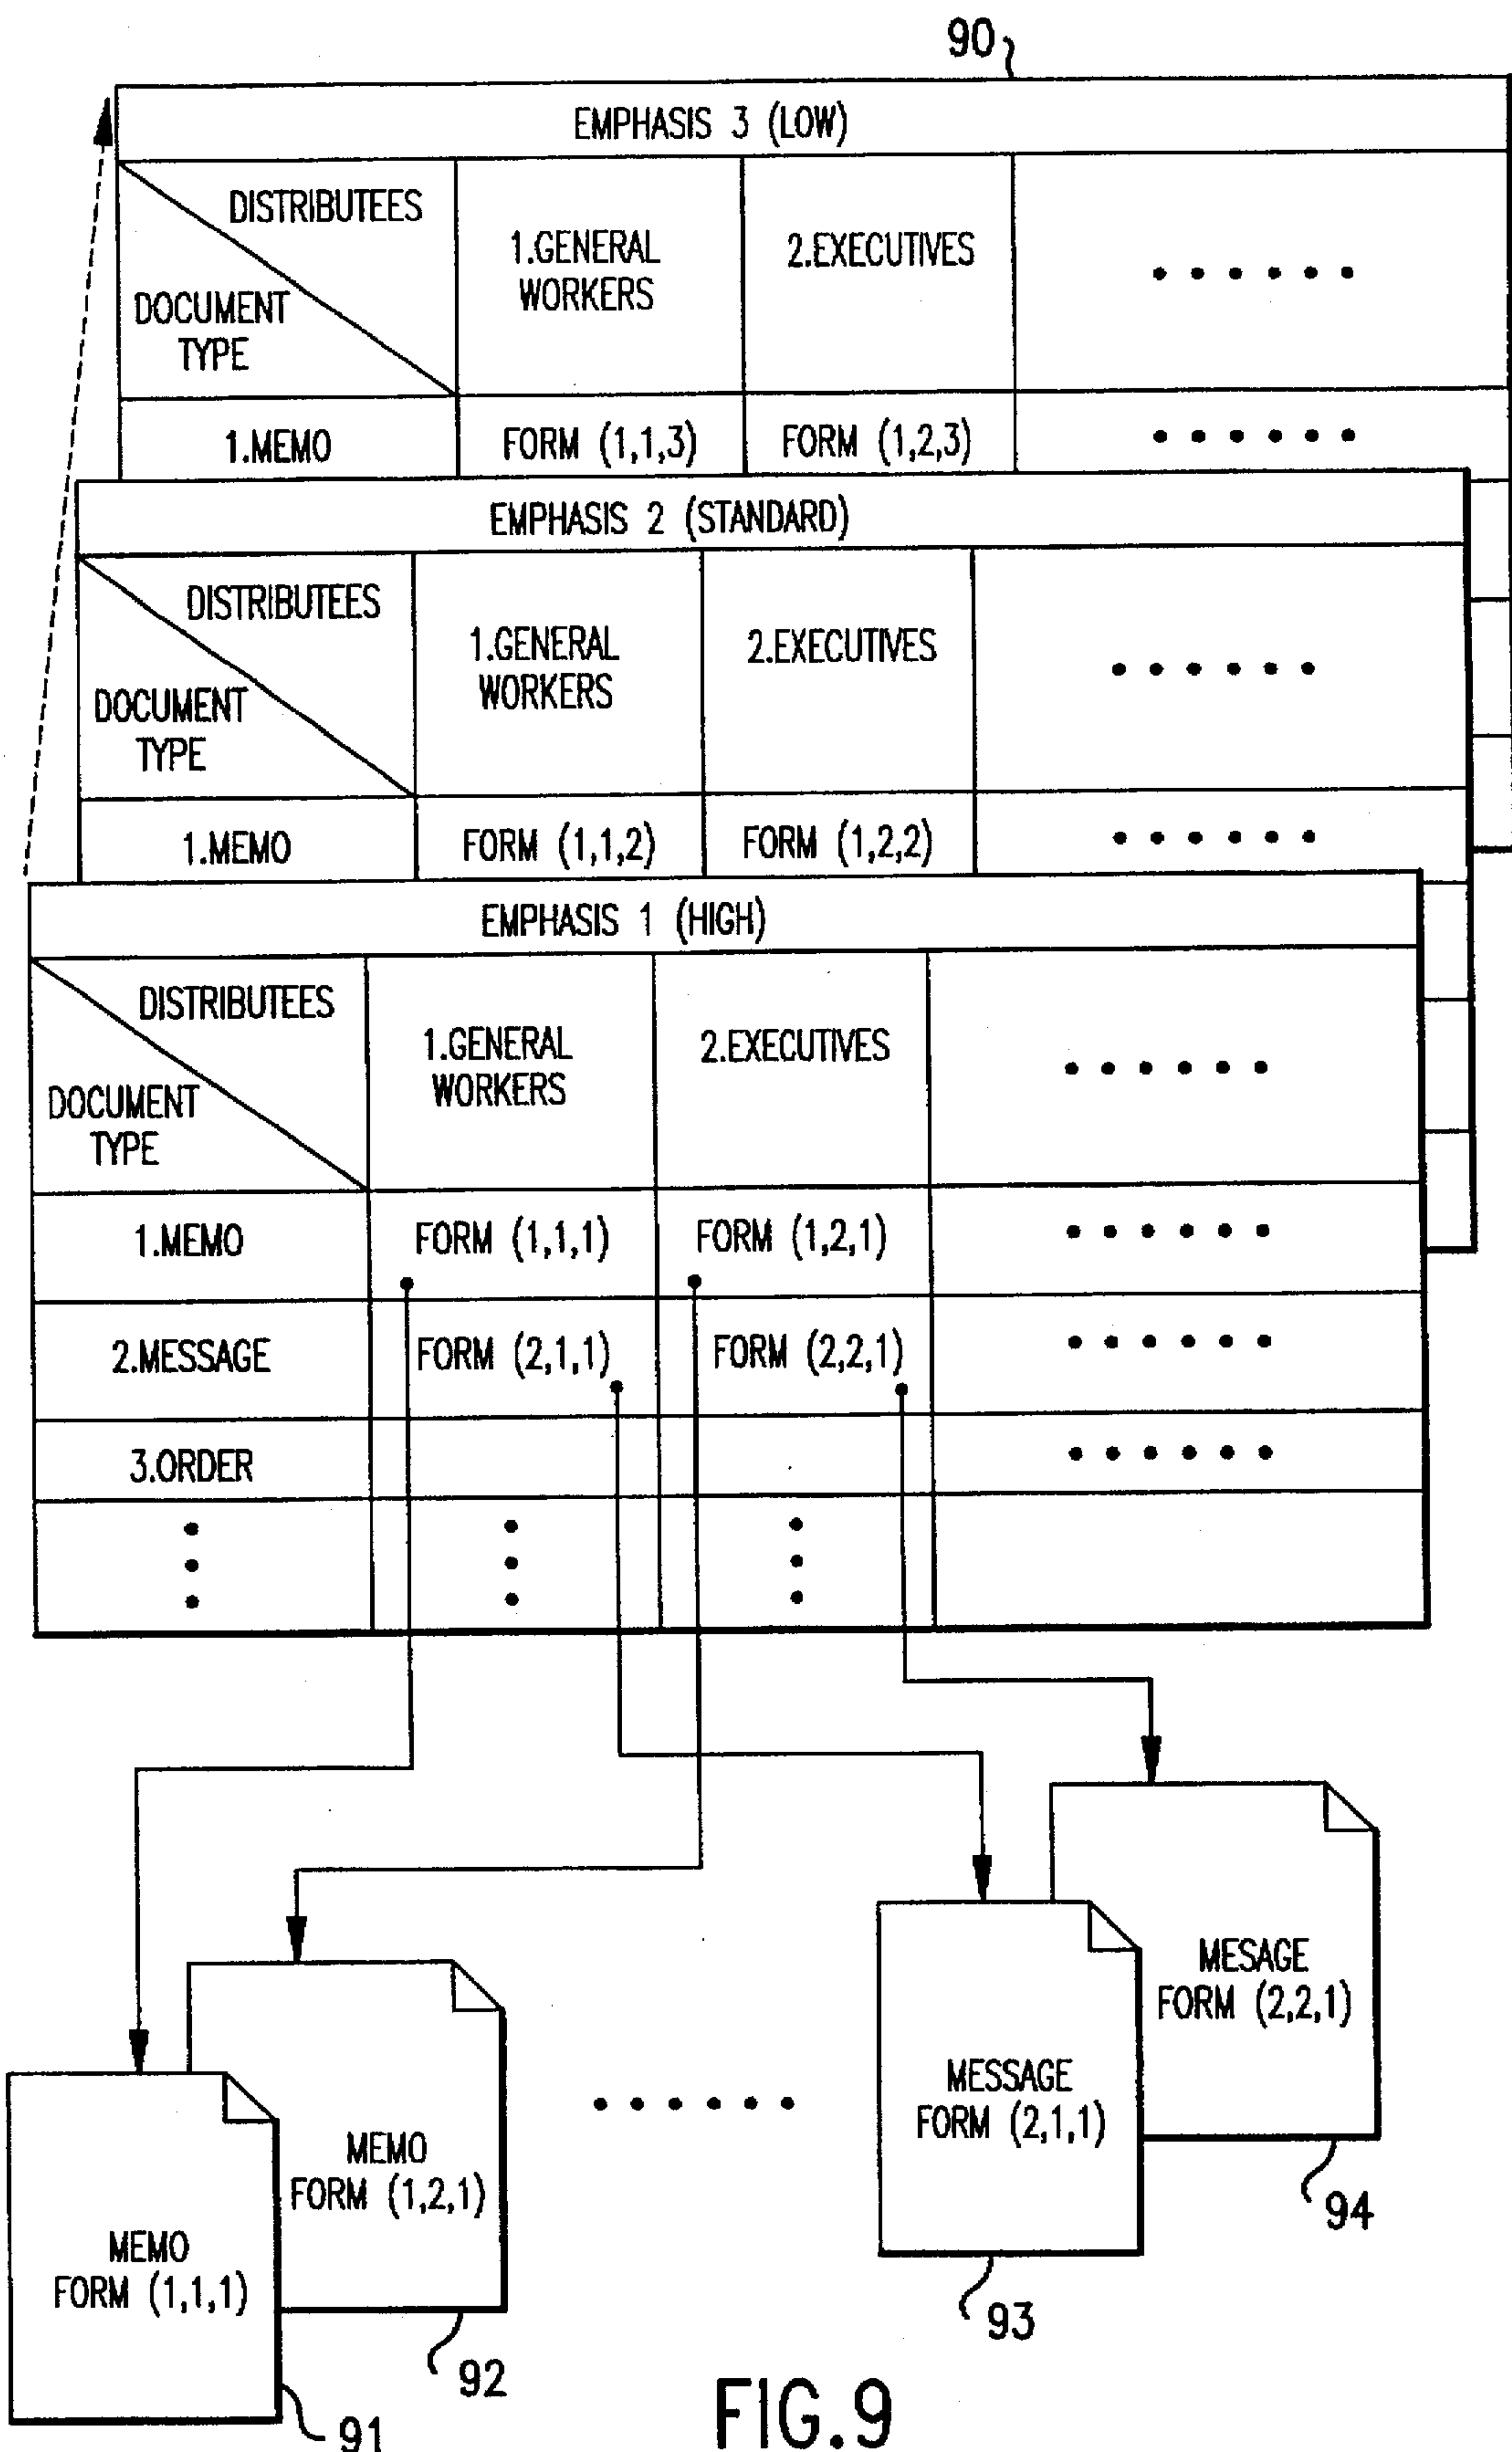 90
EMPHASIS 3 (LOW)
DISTRIBUTEES
DOCUMENT
TYPE
1.GENERAL
WORKERS
2.EXECUTIVES
• • • • • •
1.MEMO
FORM (1,1,3)
FORM (1,2,3)
• • • • • •
EMPHASIS 2 (STANDARD)
DISTRIBUTEES
DOCUMENT
TYPE
1.GENERAL
WORKERS
2.EXECUTIVES
• • • • • •
1.MEMO
FORM (1,1,2)
FORM (1,2,2)
• • • • • •
EMPHASIS 1 (HIGH)
DISTRIBUTEES
DOCUMENT
TYPE
1.GENERAL
WORKERS
2.EXECUTIVES
• • • • • •
1.MEMO
FORM (1,1,1)
FORM (1,2,1)
• • • • • •
2.MESSAGE
FORM (2,1,1)
FORM (2,2,1)
• • • • • •
3.ORDER
• • • • • •
MEMO
FORM (1,1,1)
91
MEMO
FORM (1,2,1)
92
• • • • • •
MESSAGE
FORM (2,1,1)
93
MESAGE
FORM (2,2,1)
94
FIG.9